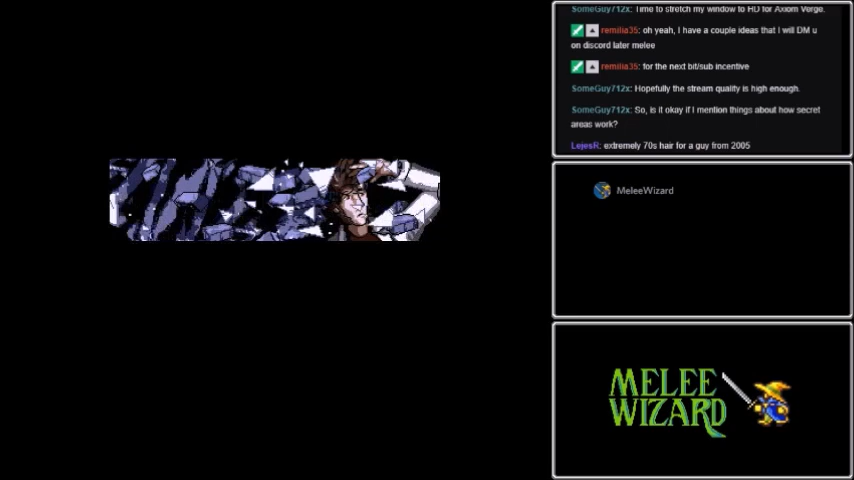 SomeGuy712x: Time to stretch my window to HD for Axiom Verge.
remilia35: oh yeah, I have a couple ideas that I will DM u
on discord later melee
remilia35: for the next bit/sub incentive
SomeGuy712x: Hopefully the stream quality is high enough.
SomeGuy712x: So, is it okay if I mention things about how secret
areas work?
LejesR: extremely 70s hair for a guy from 2005
MeleeWizard
MELEE
WIZARD